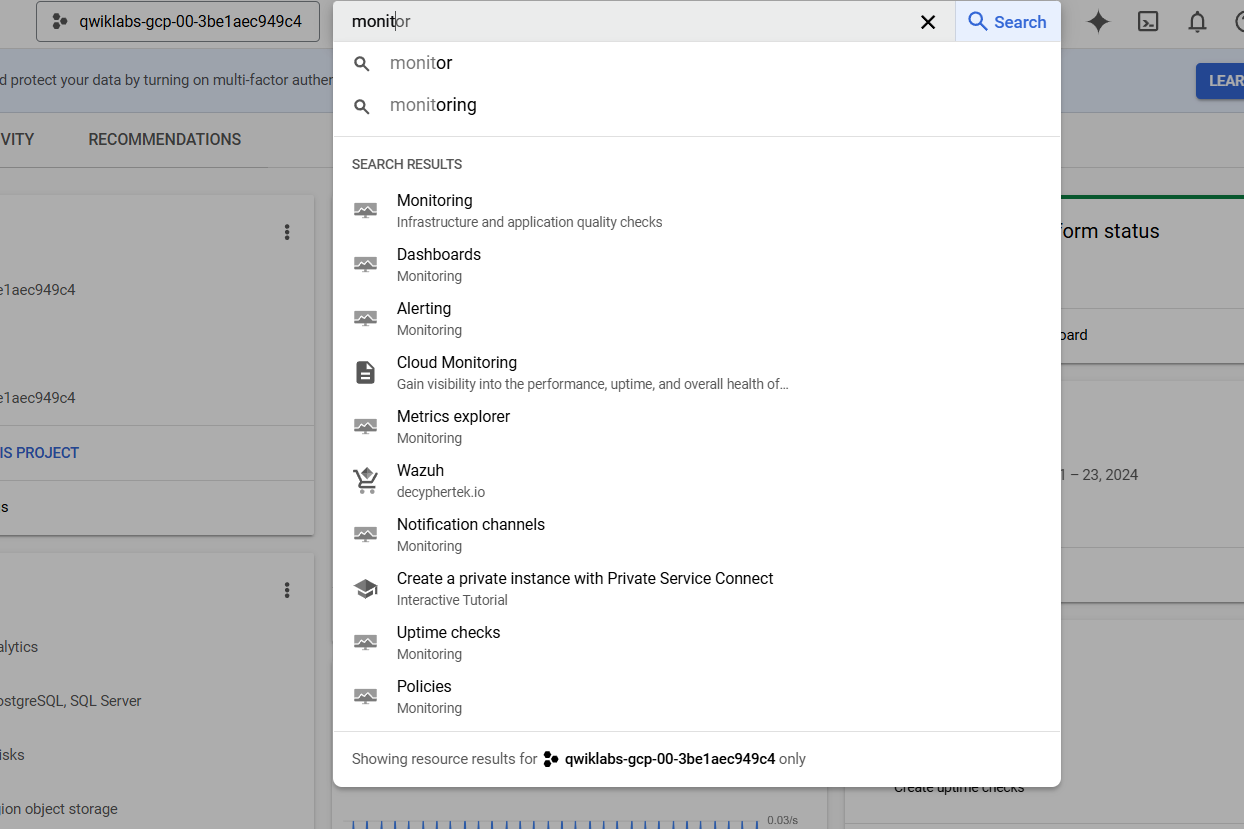 qwiklabs-gcp-00-3be1aec949c4
monitor
Search
d protect your data by turning on multi-factor auther
LEAR
monitor
monitoring
VITY
RECOMMENDATIONS
SEARCH RESULTS
Monitoring
Infrastructure and application quality checks
Dashboards
Monitoring
Alerting
Monitoring
Cloud Monitoring
Gain visibility into the performance, uptime, and overall health of...
Metrics explorer
Monitoring
Wazuh
decyphertek.io
Notification channels
Monitoring
Create a private instance with Private Service Connect
Interactive Tutorial
Uptime checks
Monitoring
Policies
Monitoring
Showing resource results for qwiklabs-gcp-00-3be1aec949c4 only
e1aec949c4
e1aec949c4
IS PROJECT
s
alytics
ostgreSQL, SQL Server
isks
ion object storage
form status
oard
1 – 23, 2024
Create uptime checks
0.03/s